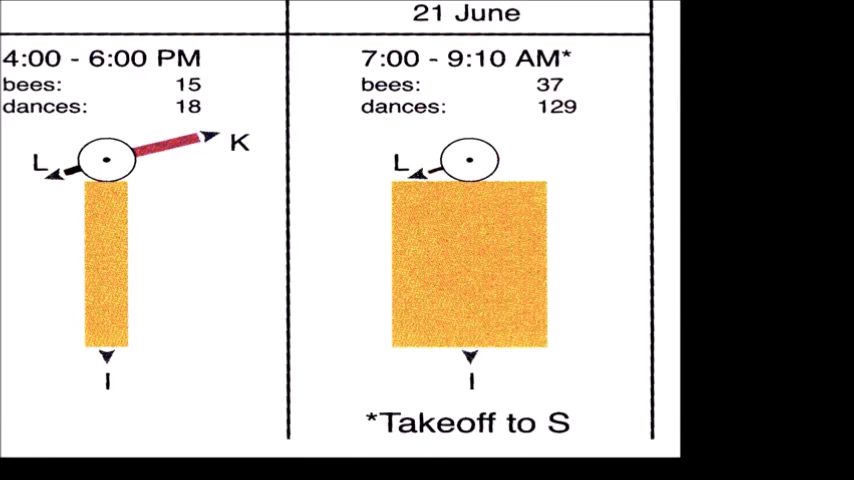 21 June
4:00 - 6:00 PM
bees: 15
dances: 18
K
L
I
7:00 - 9:10 AM*
bees: 37
dances: 129
L
I
*Takeoff to S